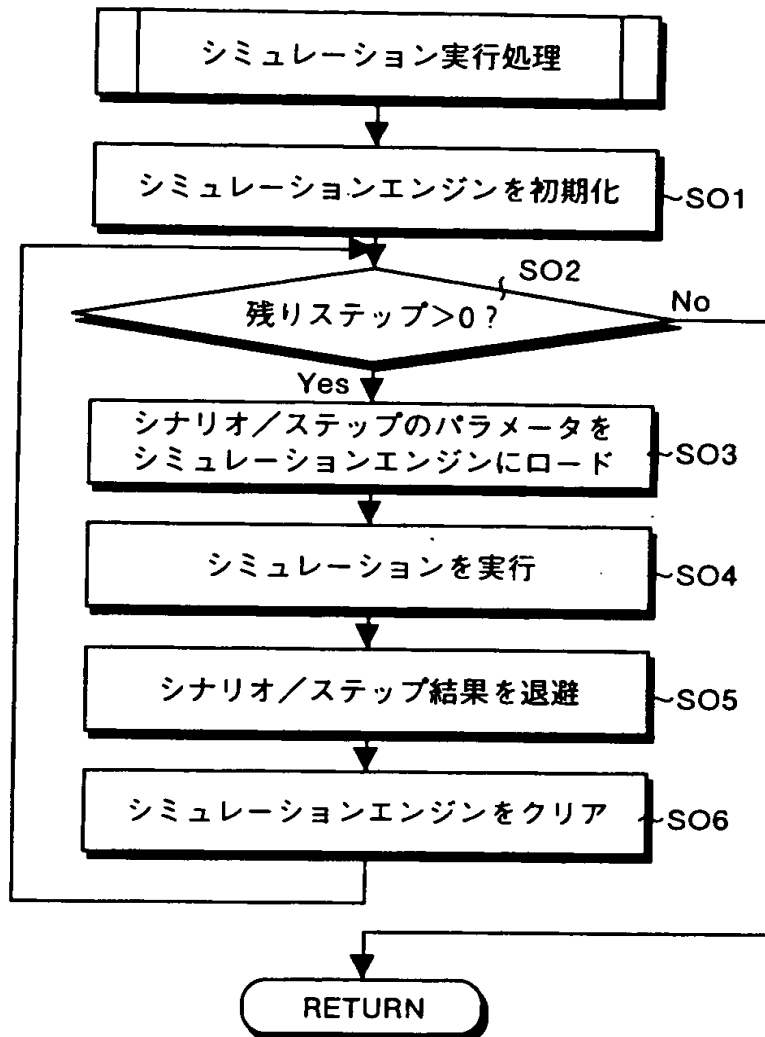 シミュレーション実行処理
シミュレーションエンジンを初期化
SO1
SO2
残りステップ>0?
No
Yes
シナリオ/ステップのパラメータを
シミュレーションエンジンにロード
SO3
シミュレーションを実行
SO4
シナリオ/ステップ結果を退避
SO5
シミュレーションエンジンをクリア
SO6
RETURN